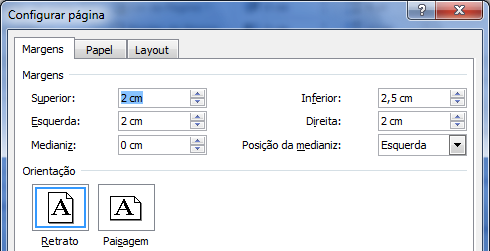 Configurar página
Margens Papel Layout
Margens
Superior: 2 cm Inferior: 2,5 cm
Esquerda: 2 cm Direita: 2 cm
Medianiz: 0 cm Posição da medianiz: Esquerda
Orientação
A A
Retrato Paisagem